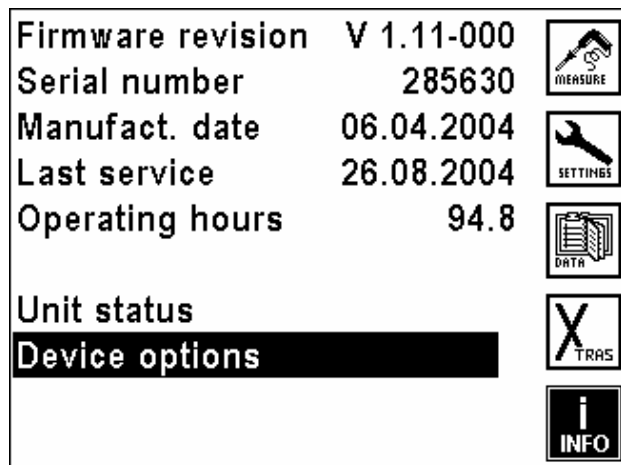 Firmware revision V 1.11-000
Serial number 285630
Manufact. date 06.04.2004
Last service 26.08.2004
Operating hours 94.8
Unit status
Device options
MEASURE
SETTINGS
DATA
XTRAS
i
INFO